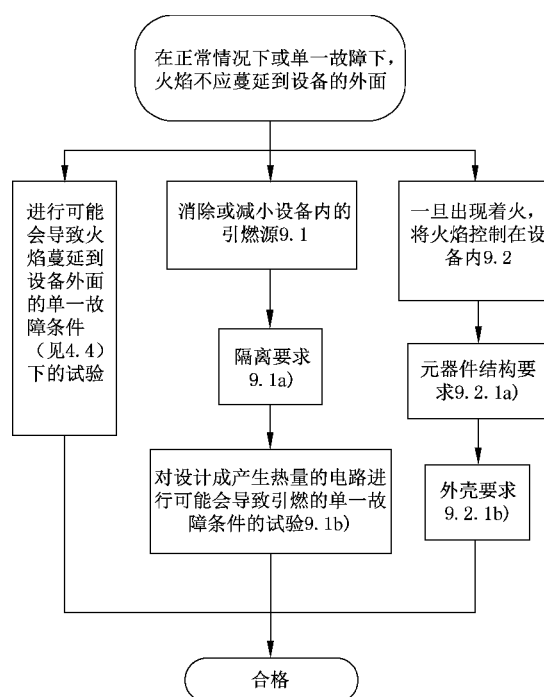 在正常情况下或单一故障下，
火焰不应蔓延到设备的外面
进行可能
会导致火
焰蔓延到
设备外面
的单一故
障条件
（见4.4）
下的试验
消除或减小设备内的
引燃源9.1
隔离要求
9.1a)
对设计成产生热量的电路进
行可能会导致引燃的单一故
障条件的试验9.1b)
一旦出现着火，
将火焰控制在设
备内9.2
元器件结构要
求9.2.1a)
外壳要求
9.2.1b)
合格